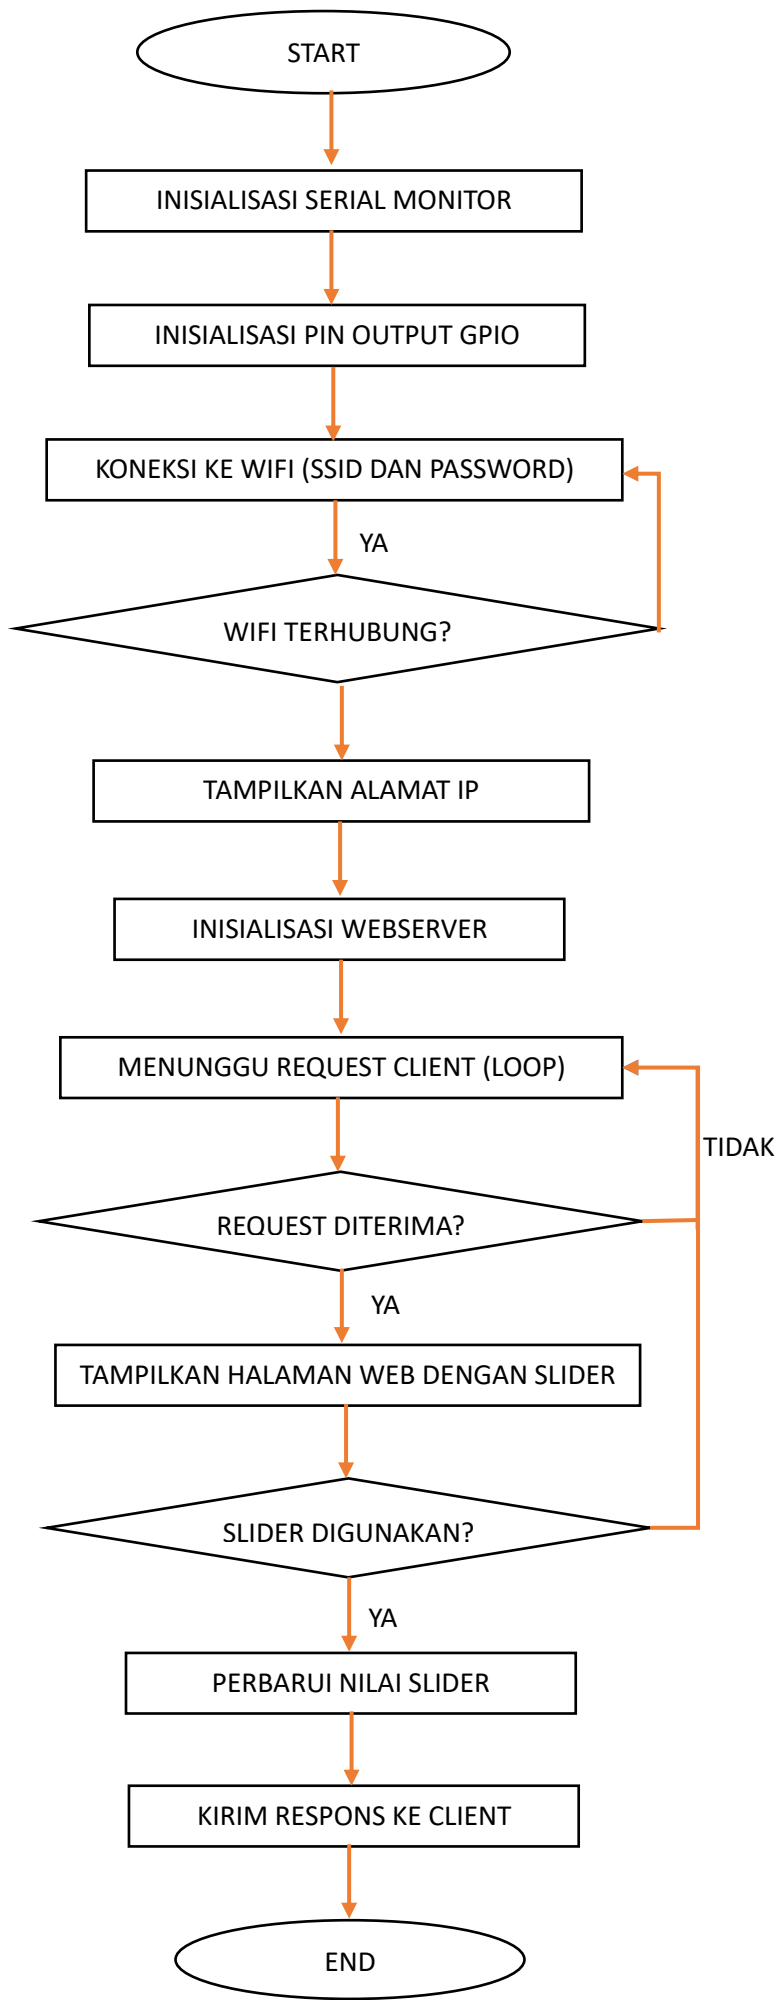 START
INISIALISASI SERIAL MONITOR
INISIALISASI PIN OUTPUT GPIO
KONEKSI KE WIFI (SSID DAN PASSWORD)
YA
WIFI TERHUBUNG?
TAMPILKAN ALAMAT IP
INISIALISASI WEBSERVER
MENUNGGU REQUEST CLIENT (LOOP)
TIDAK
REQUEST DITERIMA?
YA
TAMPILKAN HALAMAN WEB DENGAN SLIDER
SLIDER DIGUNAKAN?
YA
PERBARUI NILAI SLIDER
KIRIM RESPONS KE CLIENT
END